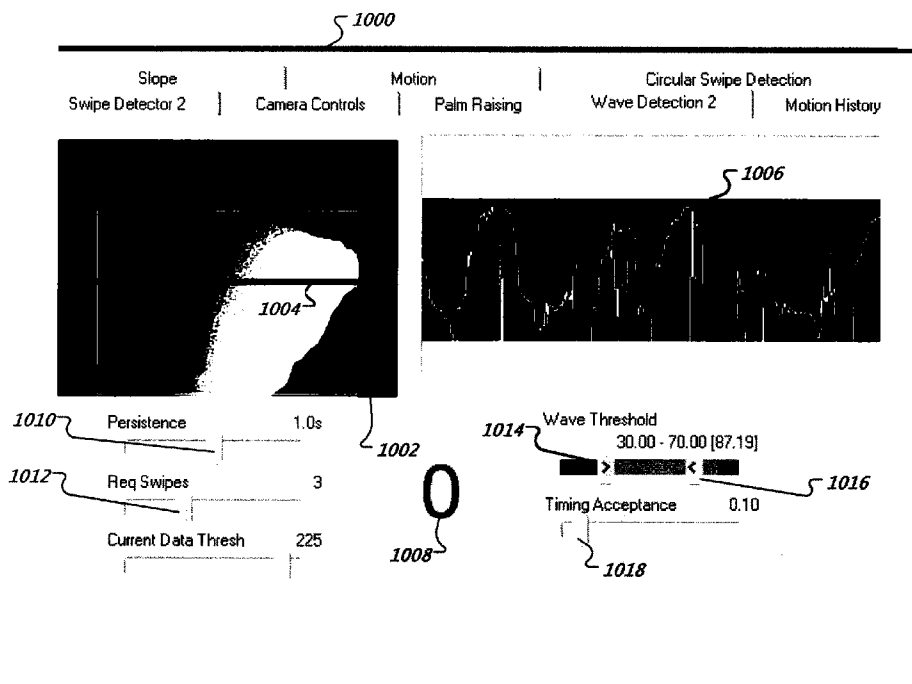 1000
Slope Motion Circular Swipe Detection
Swipe Detector 2 Camera Controls Palm Raising Wave Detection 2 Motion History
1006
1004
1010 Persistence 1.0s
1002
1012 Req Swipes 3
Current Data Thresh 225
0
1008
Wave Threshold
1014 30.00 - 70.00 [87.19]
> <
1016
Timing Acceptance 0.10
1018